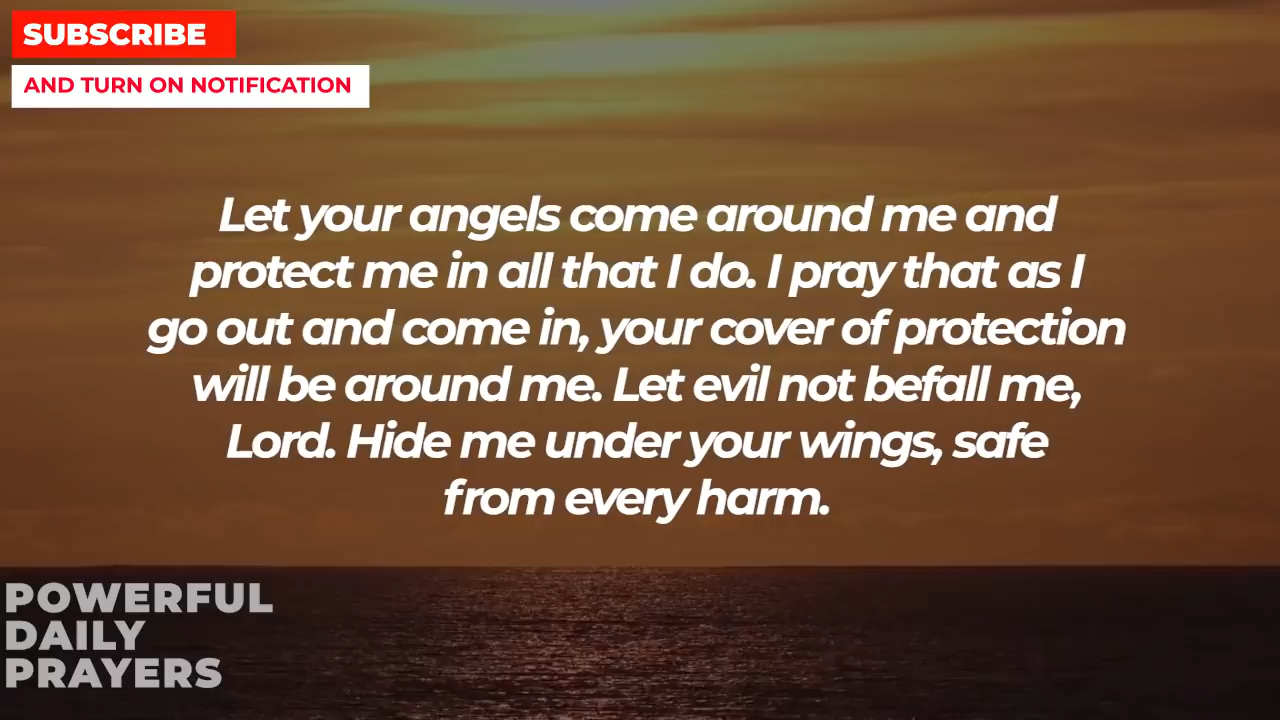 SUBSCRIBE
AND TURN ON NOTIFICATION
Let your angels come around me and
protect me in all that I do. I pray that as I
go out and come in, your cover of protection
will be around me. Let evil not befall me,
Lord. Hide me under your wings, safe
from every harm.
POWERFUL
DAILY
PRAYERS